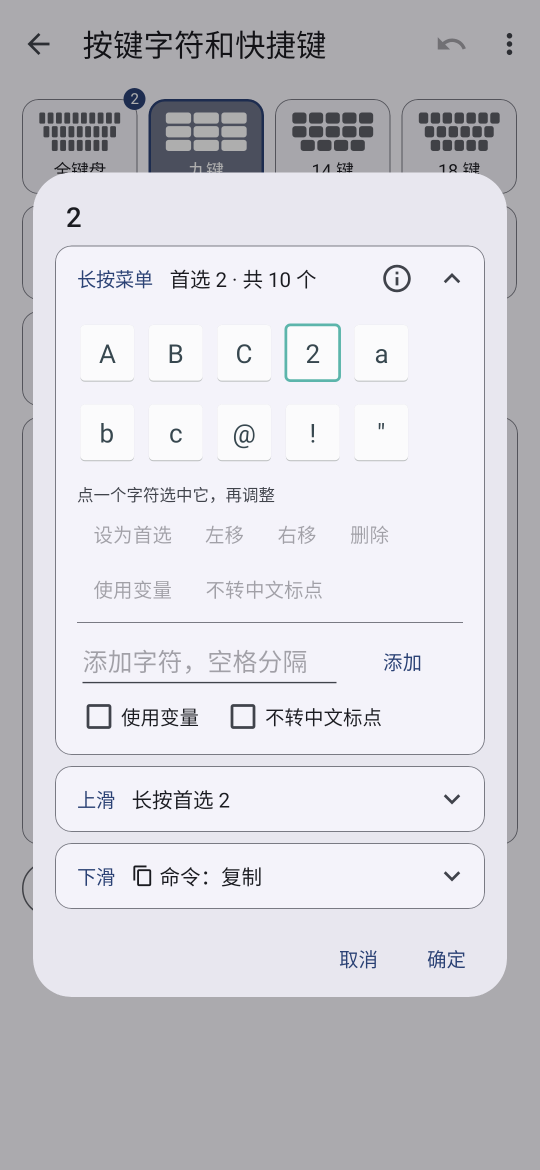 按键字符和快捷键
2
全键盘 九键 14 键 18 键
2
长按菜单 首选 2 · 共 10 个
A B C 2 a
b c @ ! "
点一个字符选中它，再调整
设为首选 左移 右移 删除
使用变量 不转中文标点
添加字符，空格分隔 添加
使用变量 不转中文标点
上滑 长按首选 2
下滑 命令：复制
取消 确定